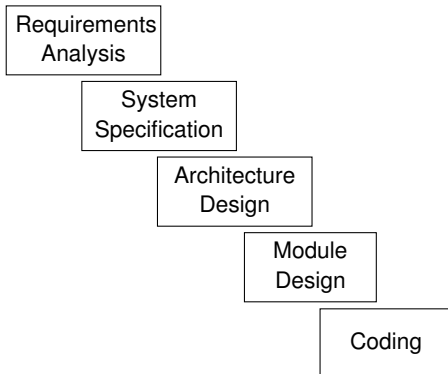 Requirements
Analysis
System
Specification
Architecture
Design
Module
Design
Coding